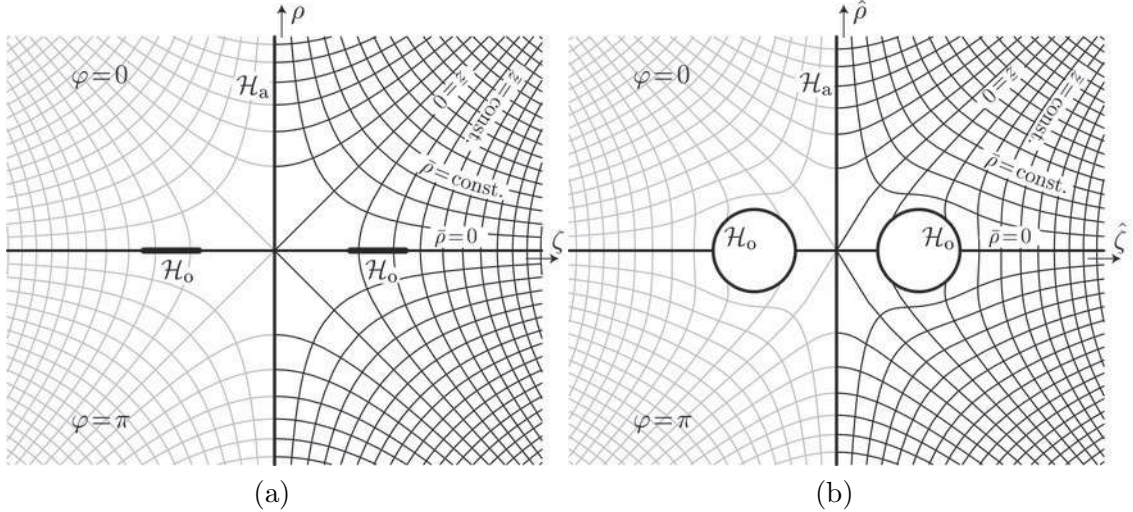 ρ
φ=0
ℋa
z̃=0
z̃=const.
ρ̄=const.
ρ̄=0
ζ
ℋo
ℋo
φ=π
(a)
ρ̂
φ=0
ℋa
z̃=0
z̃=const.
ρ̄=const.
ℋo
ℋo
ρ̄=0
ζ̂
φ=π
(b)